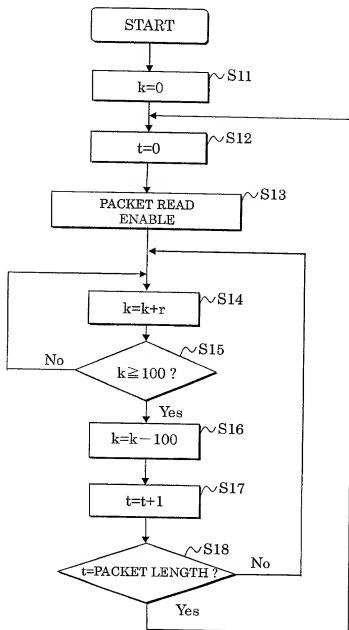 START
S11
k=0
S12
t=0
S13
PACKET READ
ENABLE
S14
k=k+r
S15
No
k≧100 ?
Yes
S16
k=k−100
S17
t=t+1
S18
No
t=PACKET LENGTH ?
Yes